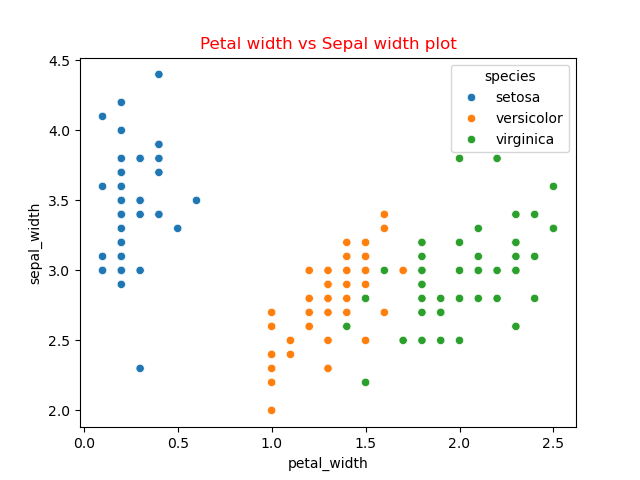 Petal width vs Sepal width plot
4.5
4.0
3.5
3.0
2.5
2.0
sepal_width
species
setosa
versicolor
virginica
0.0 0.5 1.0 1.5 2.0 2.5
petal_width